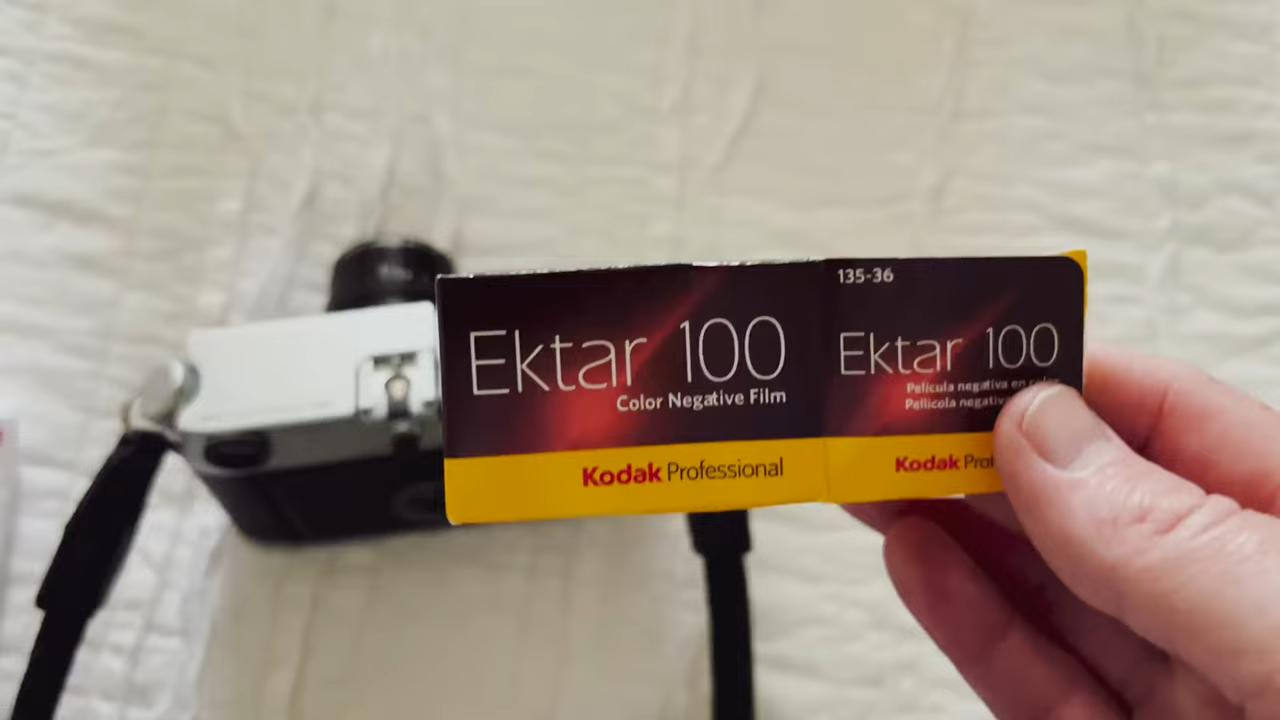 Ektar 100
Color Negative Film
Kodak Professional
135-36
Ektar 100
Película negativa en color
Pellicola negativa
Kodak